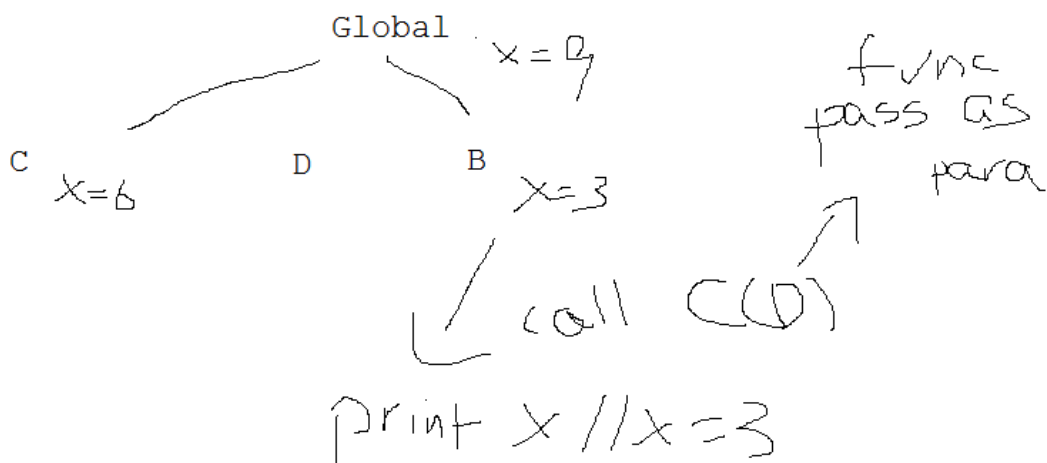 Global
x=9
func
pass as
para
C
D
B
x=6
x=3
call C(D)
print x //x=3